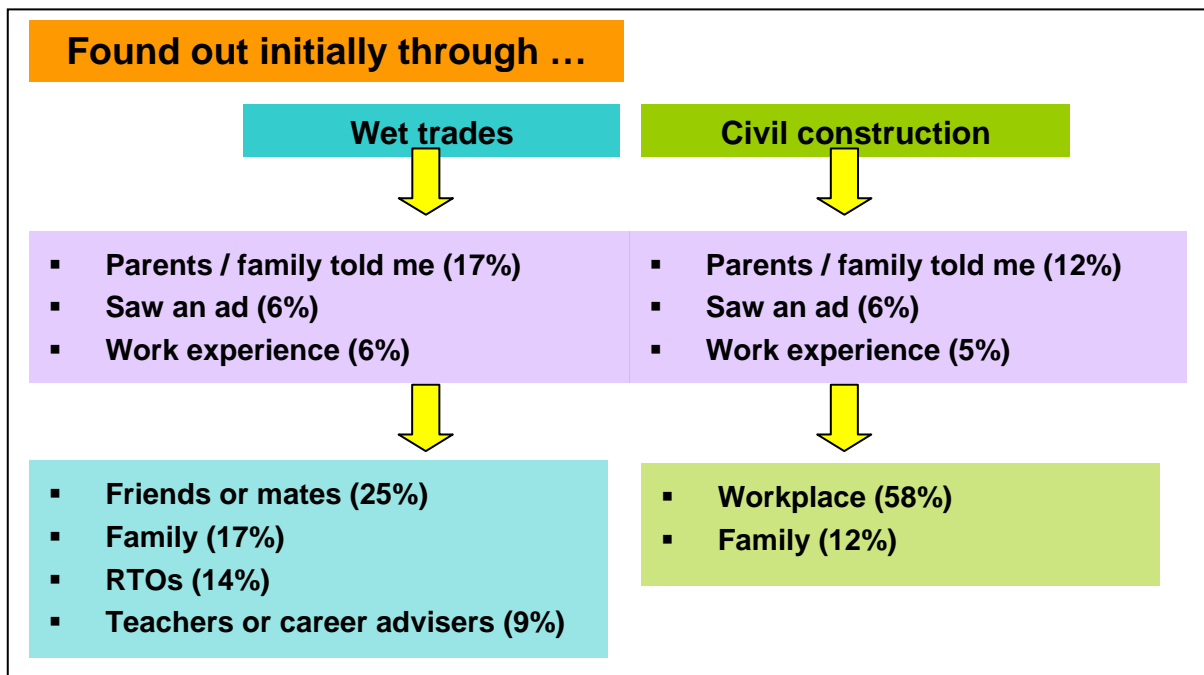 Found out initially through …
Wet trades
Civil construction
▪ Parents / family told me (17%)
▪ Saw an ad (6%)
▪ Work experience (6%)
▪ Parents / family told me (12%)
▪ Saw an ad (6%)
▪ Work experience (5%)
▪ Friends or mates (25%)
▪ Family (17%)
▪ RTOs (14%)
▪ Teachers or career advisers (9%)
▪ Workplace (58%)
▪ Family (12%)